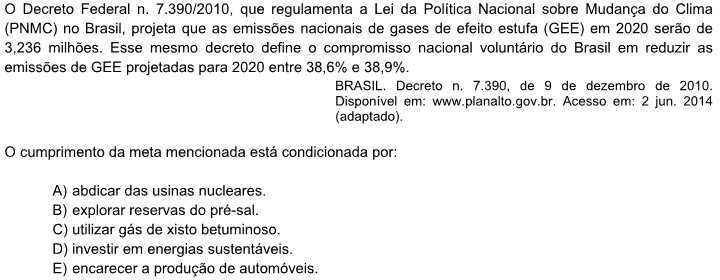 O Decreto Federal n. 7.390/2010, que regulamenta a Lei da Política Nacional sobre Mudança do Clima
(PNMC) no Brasil, projeta que as emissões nacionais de gases de efeito estufa (GEE) em 2020 serão de
3,236 milhões. Esse mesmo decreto define o compromisso nacional voluntário do Brasil em reduzir as
emissões de GEE projetadas para 2020 entre 38,6% e 38,9%.
BRASIL. Decreto n. 7.390, de 9 de dezembro de 2010.
Disponível em: www.planalto.gov.br. Acesso em: 2 jun. 2014
(adaptado).
O cumprimento da meta mencionada está condicionada por:
A) abdicar das usinas nucleares.
B) explorar reservas do pré-sal.
C) utilizar gás de xisto betuminoso.
D) investir em energias sustentáveis.
E) encarecer a produção de automóveis.